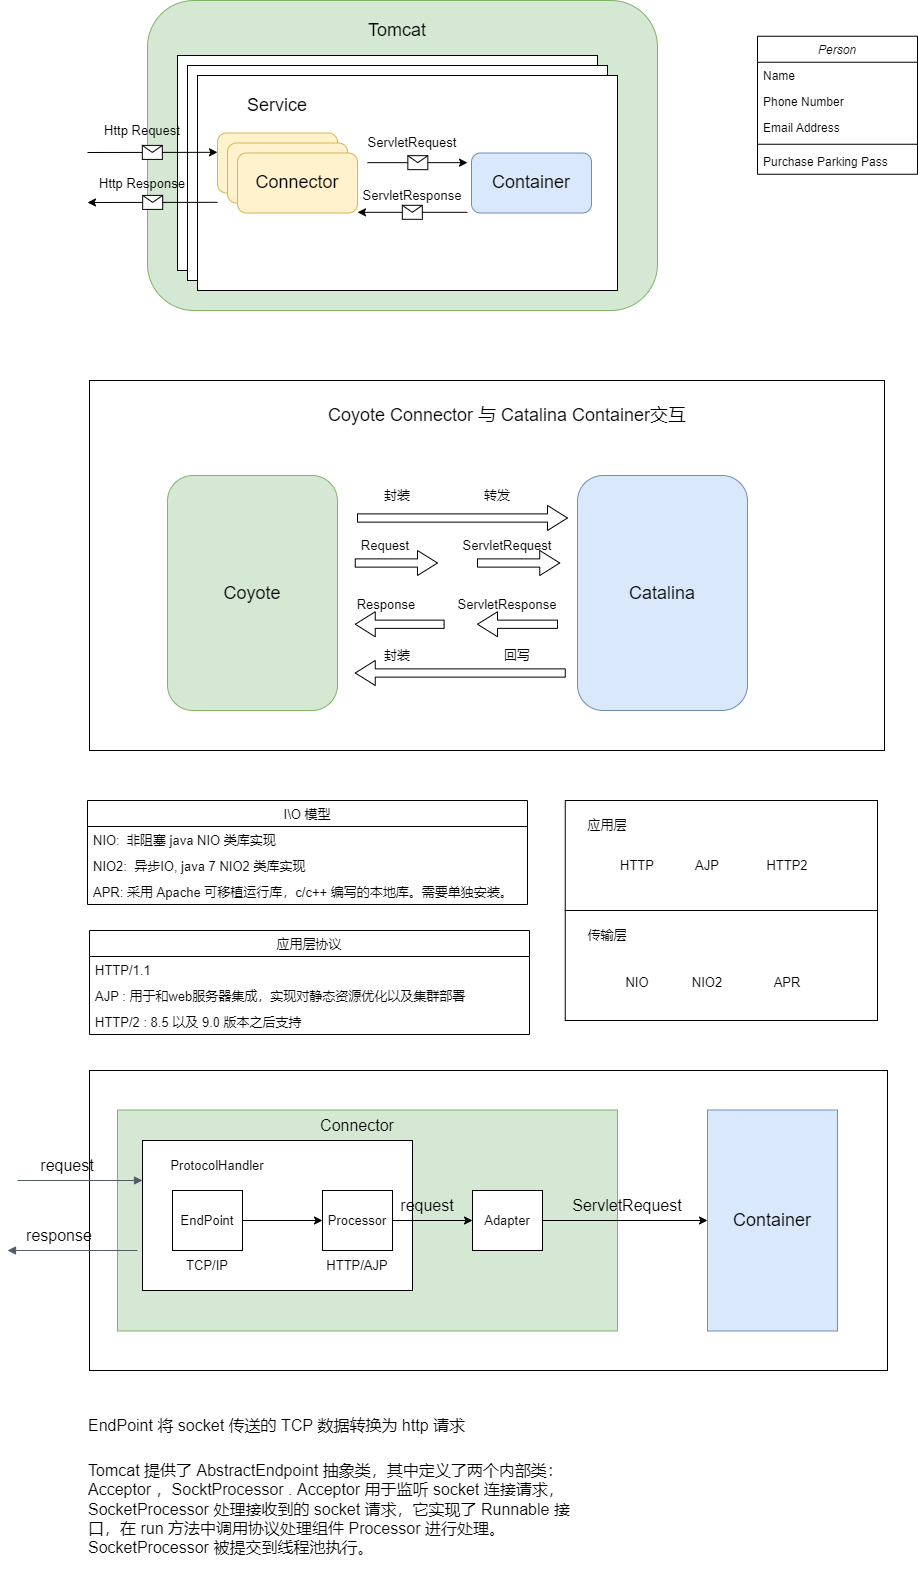 Tomcat
Service
Http Request
Http Response
Connector
ServletRequest
ServletResponse
Container
Person
Name
Phone Number
Email Address
Purchase Parking Pass
Coyote Connector 与 Catalina Container交互
Coyote
封装
转发
Request
ServletRequest
Response
ServletResponse
封装
回写
Catalina
I\O 模型
NIO:  非阻塞 java NIO 类库实现
NIO2:  异步IO, java 7 NIO2 类库实现
APR: 采用 Apache 可移植运行库，c/c++ 编写的本地库。需要单独安装。
应用层协议
HTTP/1.1
AJP : 用于和web服务器集成，实现对静态资源优化以及集群部署
HTTP/2 : 8.5 以及 9.0 版本之后支持
应用层
HTTP AJP HTTP2
传输层
NIO NIO2 APR
Connector
request
response
ProtocolHandler
EndPoint
TCP/IP
Processor
HTTP/AJP
request
Adapter
ServletRequest
Container
EndPoint 将 socket 传送的 TCP 数据转换为 http 请求
Tomcat 提供了 AbstractEndpoint 抽象类，其中定义了两个内部类：
Acceptor ，SocktProcessor . Acceptor 用于监听 socket 连接请求，
SocketProcessor 处理接收到的 socket 请求，它实现了 Runnable 接
口，在 run 方法中调用协议处理组件 Processor 进行处理。
SocketProcessor 被提交到线程池执行。